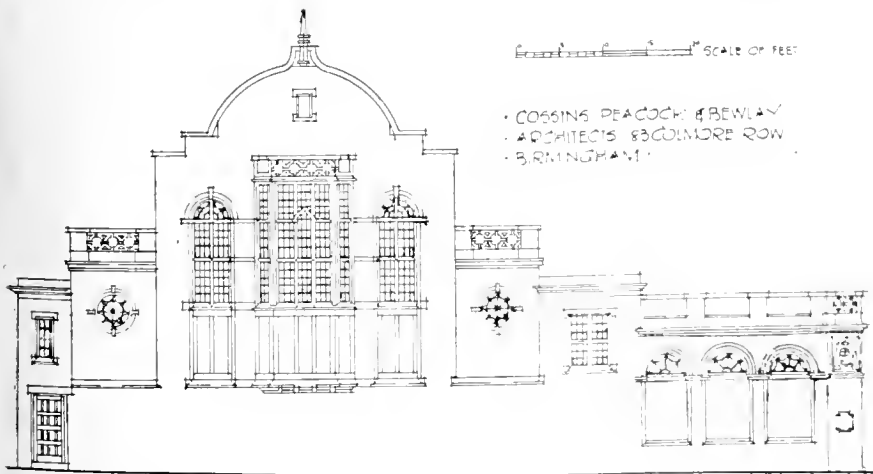 SCALE OF FEET
· COSSINS PEACOCK & BEWLAY
· ARCHITECTS 83 COLMORE ROW
· BIRMINGHAM ·